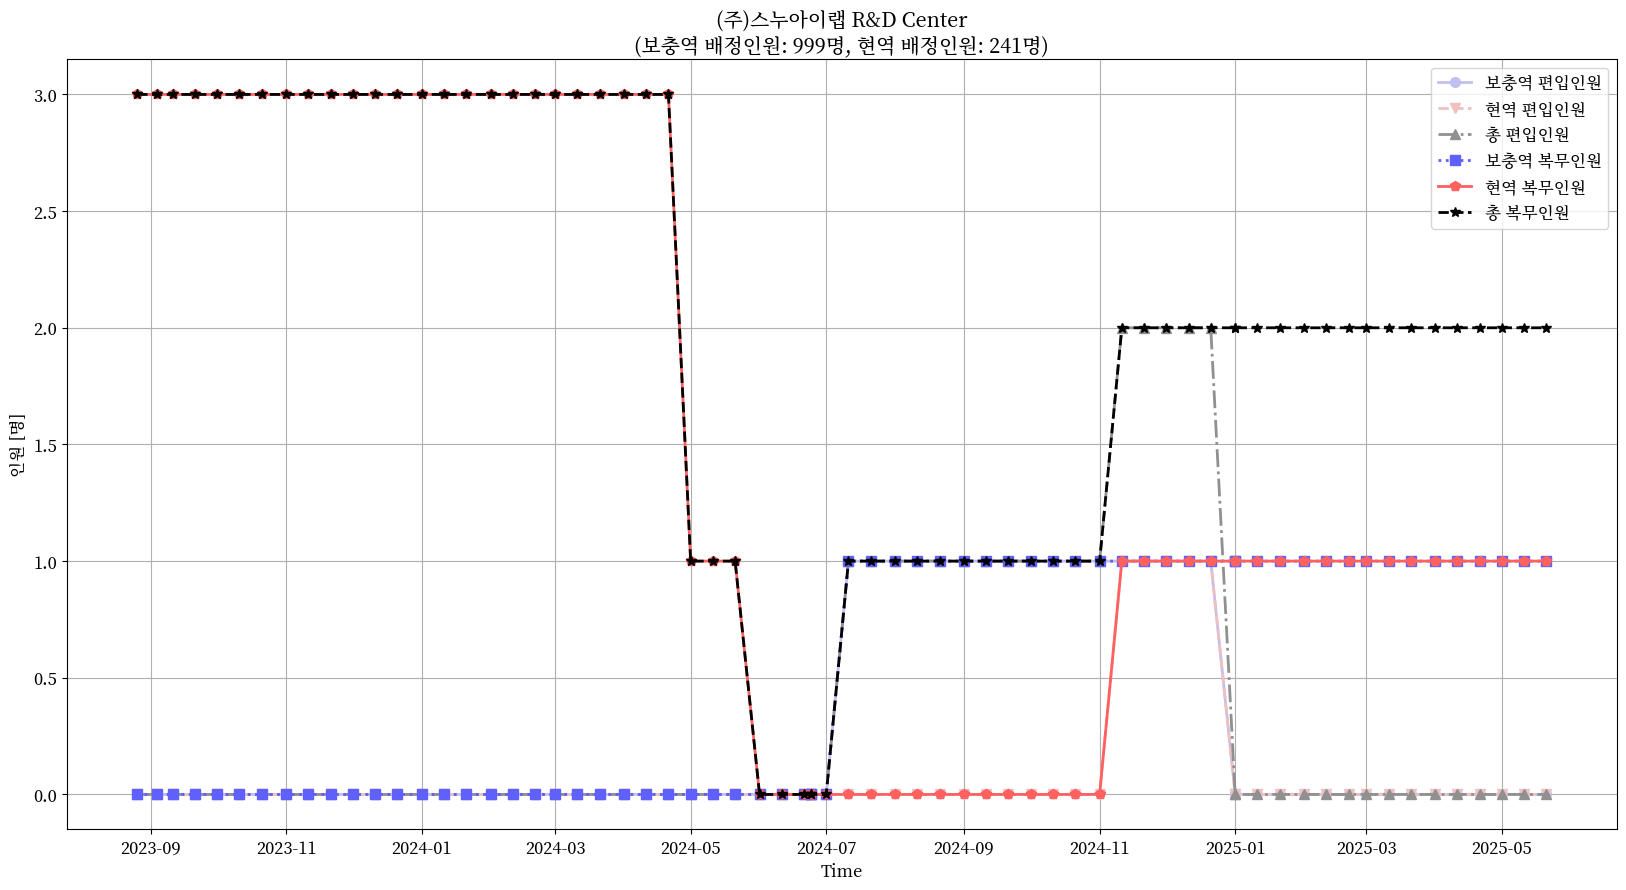 (주)스누아이랩 R&D Center
(보충역 배정인원: 999명, 현역 배정인원: 241명)
보충역 편입인원
현역 편입인원
총 편입인원
보충역 복무인원
현역 복무인원
총 복무인원
인원 [명]
3.0
2.5
2.0
1.5
1.0
0.5
0.0
2023-09
2023-11
2024-01
2024-03
2024-05
2024-07
2024-09
2024-11
2025-01
2025-03
2025-05
Time